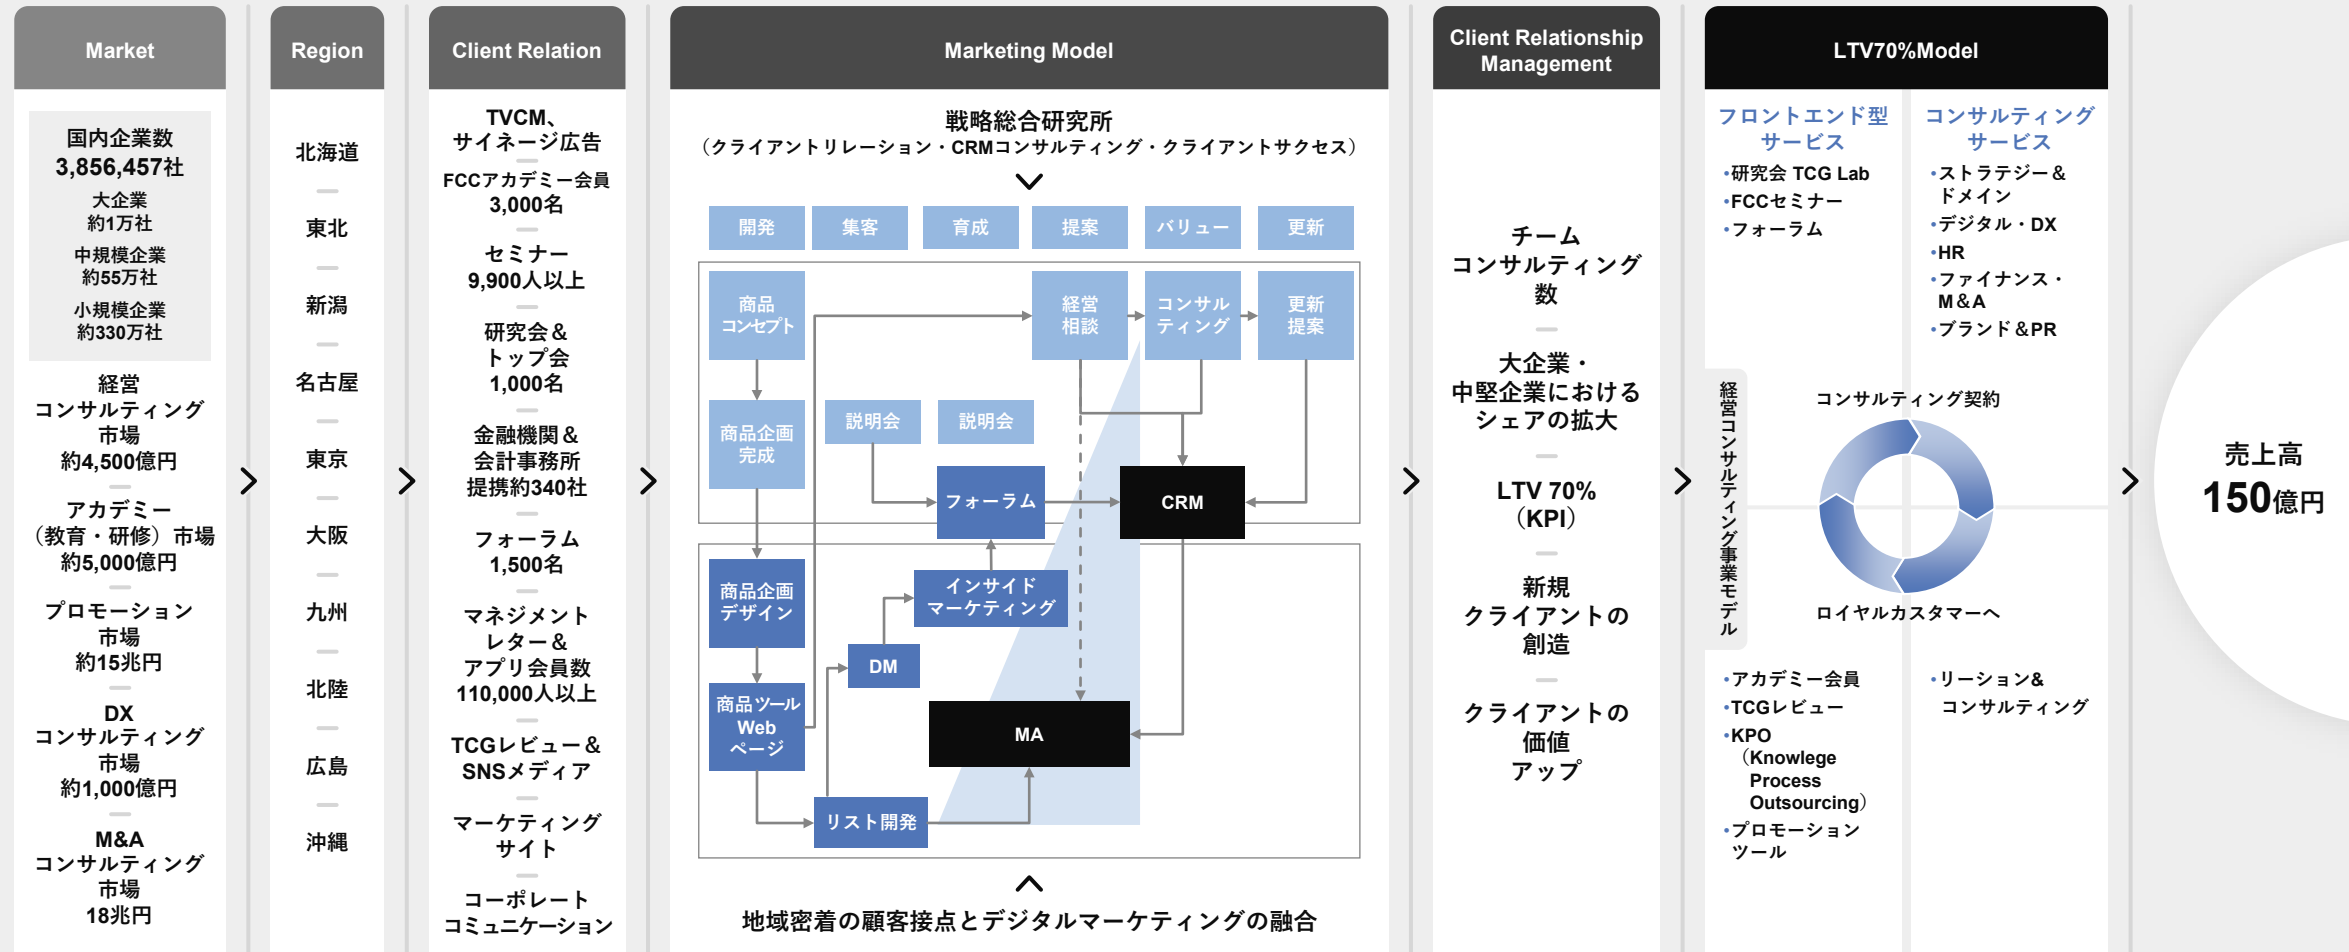 Market
国内企業数
3,856,457社
大企業
約1万社
中規模企業
約55万社
小規模企業
約330万社
経営
コンサルティング
市場
約4,500億円
アカデミー
（教育・研修）市場
約5,000億円
プロモーション
市場
約15兆円
DX
コンサルティング
市場
約1,000億円
M&A
コンサルティング
市場
18兆円
Region
北海道
東北
新潟
名古屋
東京
大阪
九州
北陸
広島
沖縄
Client Relation
TVCM、
サイネージ広告
FCCアカデミー会員
3,000名
セミナー
9,900人以上
研究会＆
トップ会
1,000名
金融機関＆
会計事務所
提携約340社
フォーラム
1,500名
マネジメント
レター＆
アプリ会員数
110,000人以上
TCGレビュー＆
SNSメディア
マーケティング
サイト
コーポレート
コミュニケーション
Marketing Model
戦略総合研究所
（クライアントリレーション・CRMコンサルティング・クライアントサクセス）
開発
集客
育成
提案
バリュー
更新
商品
コンセプト
経営
相談
コンサル
ティング
更新
提案
商品企画
完成
説明会
説明会
フォーラム
CRM
商品企画
デザイン
インサイド
マーケティング
DM
商品ツール
Web
ページ
MA
リスト開発
地域密着の顧客接点とデジタルマーケティングの融合
Client Relationship
Management
チーム
コンサルティング
数
大企業・
中堅企業における
シェアの拡大
LTV 70%
（KPI）
新規
クライアントの
創造
クライアントの
価値
アップ
LTV70%Model
フロントエンド型
サービス
•研究会 TCG Lab
•FCCセミナー
•フォーラム
コンサルティング
サービス
•ストラテジー＆
ドメイン
•デジタル・DX
•HR
•ファイナンス・
M＆A
•ブランド＆PR
経営コンサルティング事業モデル
コンサルティング契約
ロイヤルカスタマーへ
•アカデミー会員
•TCGレビュー
•KPO
（Knowlege
Process
Outsourcing）
•プロモーション
ツール
•リーション&
コンサルティング
売上高
150億円